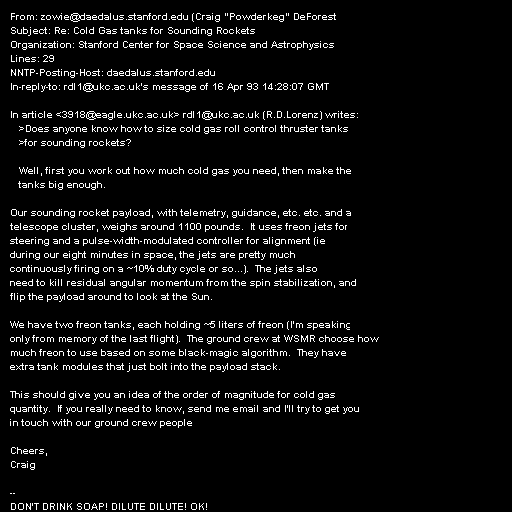 From: zowie@daedalus.stanford.edu (Craig "Powderkeg" DeForest
Subject: Re: Cold Gas tanks for Sounding Rockets
Organization: Stanford Center for Space Science and Astrophysics
Lines: 29
NNTP-Posting-Host: daedalus.stanford.edu
In-reply-to: rdl1@ukc.ac.uk's message of 16 Apr 93 14:28:07 GMT

In article <3918@eagle.ukc.ac.uk> rdl1@ukc.ac.uk (R.D.Lorenz) writes:
>Does anyone know how to size cold gas roll control thruster tanks
>for sounding rockets?

Well, first you work out how much cold gas you need, then make the
tanks big enough.

Our sounding rocket payload, with telemetry, guidance, etc. etc. and a
telescope cluster, weighs around 1100 pounds. It uses freon jets for
steering and a pulse-width-modulated controller for alignment (ie
during our eight minutes in space, the jets are pretty much
continuously firing on a ~10% duty cycle or so...). The jets also
need to kill residual angular momentum from the spin stabilization, and
flip the payload around to look at the Sun.

We have two freon tanks, each holding ~5 liters of freon (I'm speaking
only from memory of the last flight). The ground crew at WSMR choose how
much freon to use based on some black-magic algorithm. They have
extra tank modules that just bolt into the payload stack.

This should give you an idea of the order of magnitude for cold gas
quantity. If you really need to know, send me email and I'll try to get you
in touch with our ground crew people

Cheers,
Craig

--
DON'T DRINK SOAP! DILUTE DILUTE! OK!